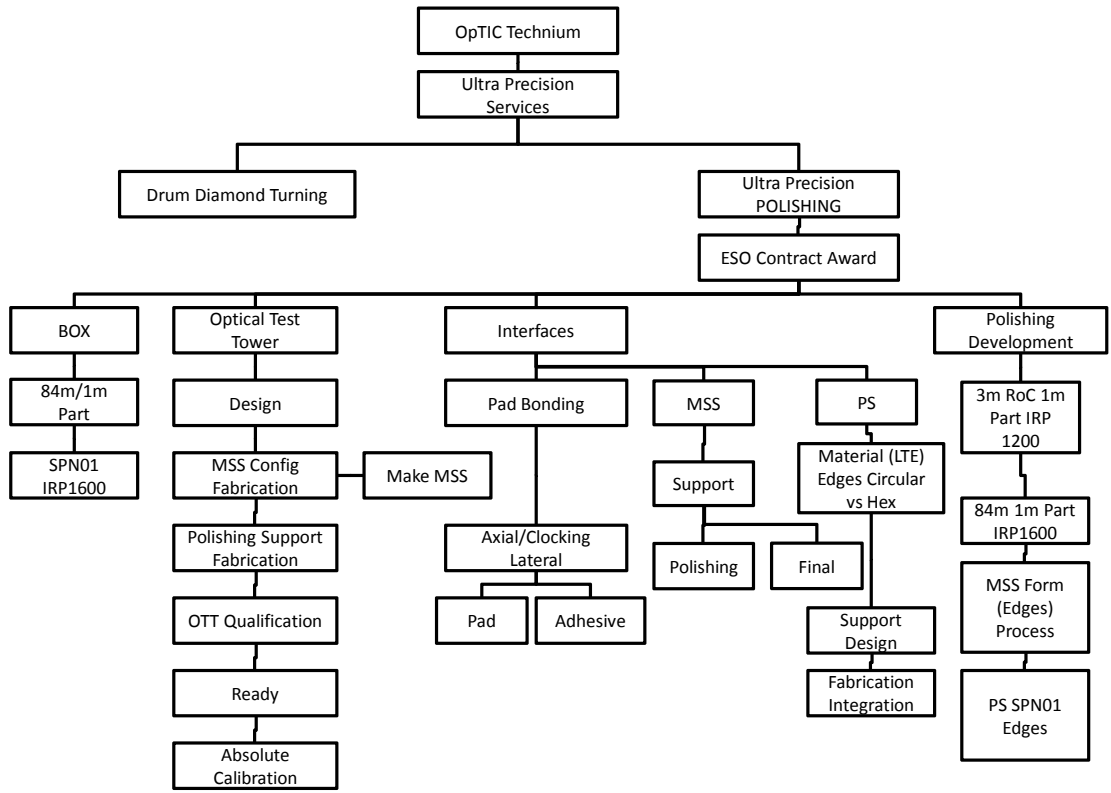 OpTIC Technium
Ultra Precision
Services
Drum Diamond Turning
Ultra Precision
POLISHING
ESO Contract Award
BOX
Optical Test
Tower
Interfaces
Polishing
Development
84m/1m
Part
Design
Pad Bonding
MSS
PS
3m RoC 1m
Part IRP
1200
SPN01
IRP1600
MSS Config
Fabrication
Make MSS
Support
Material (LTE)
Edges Circular
vs Hex
84m 1m Part
IRP1600
Polishing Support
Fabrication
Axial/Clocking
Lateral
Polishing
Final
MSS Form
(Edges)
Process
OTT Qualification
Pad
Adhesive
Support
Design
Ready
Fabrication
Integration
PS SPN01
Edges
Absolute
Calibration